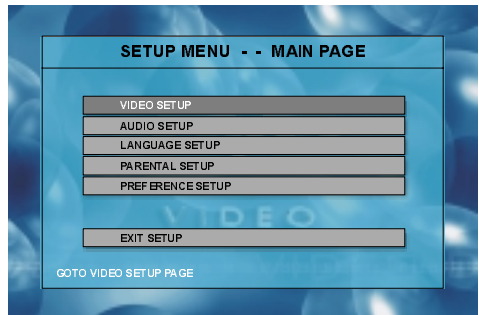 SETUP MENU - - MAIN PAGE
VIDEO SETUP
AUDIO SETUP
LANGUAGE SETUP
PARENTAL SETUP
PREFERENCE SETUP
VIDEO
EXIT SETUP
GOTO VIDEO SETUP PAGE